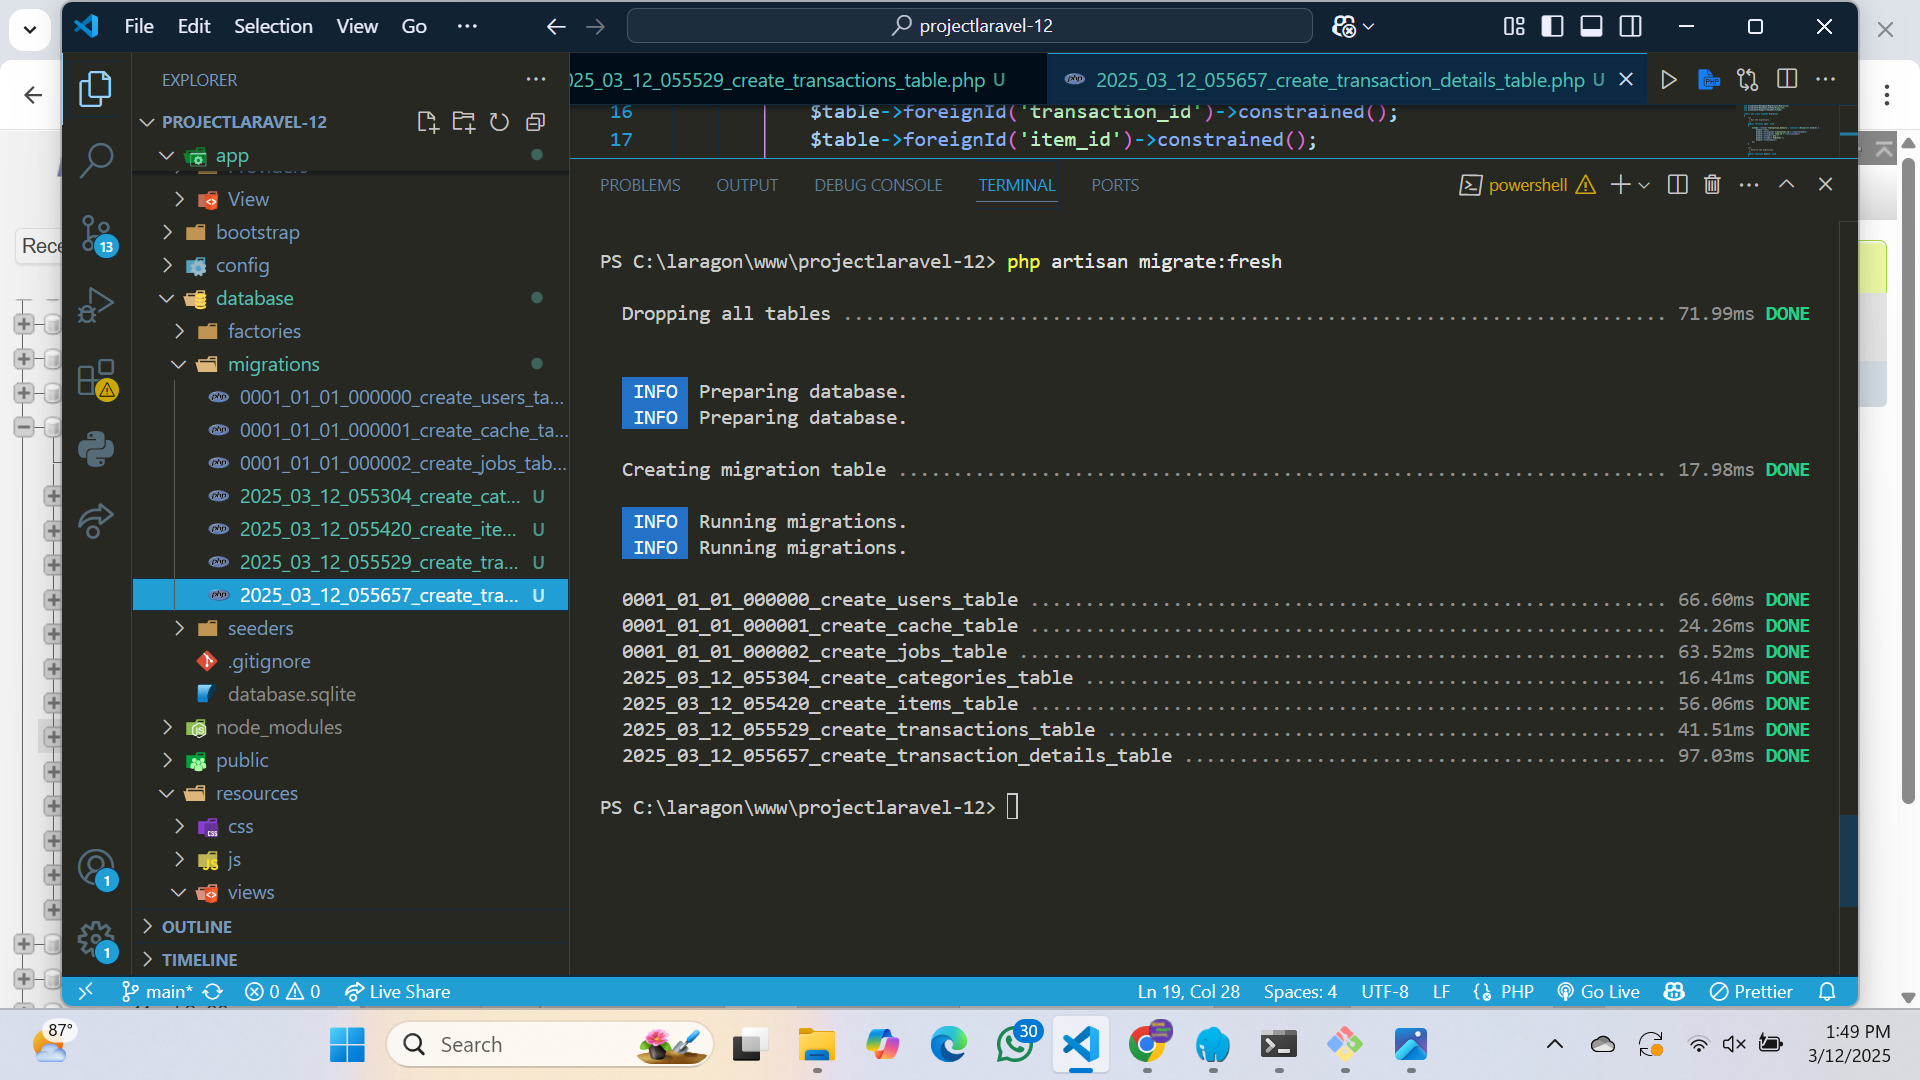 File Edit Selection View Go ··· projectlaravel-12
EXPLORER
PROJECTLARAVEL-12
app
View
bootstrap
config
database
factories
migrations
0001_01_01_000000_create_users_ta...
0001_01_01_000001_create_cache_ta...
0001_01_01_000002_create_jobs_tab...
2025_03_12_055304_create_cat... U
2025_03_12_055420_create_ite... U
2025_03_12_055529_create_tra... U
2025_03_12_055657_create_tra... U
seeders
.gitignore
database.sqlite
node_modules
public
resources
css
js
views
OUTLINE
TIMELINE
13
1
1
Rece
25_03_12_055529_create_transactions_table.php U
2025_03_12_055657_create_transaction_details_table.php U
16 $table->foreignId('transaction_id')->constrained();
17 $table->foreignId('item_id')->constrained();
PROBLEMS OUTPUT DEBUG CONSOLE TERMINAL PORTS powershell
PS C:\laragon\www\projectlaravel-12> php artisan migrate:fresh
Dropping all tables ........................................................................... 71.99ms DONE
INFO Preparing database.
INFO Preparing database.
Creating migration table ...................................................................... 17.98ms DONE
INFO Running migrations.
INFO Running migrations.
0001_01_01_000000_create_users_table .......................................................... 66.60ms DONE
0001_01_01_000001_create_cache_table .......................................................... 24.26ms DONE
0001_01_01_000002_create_jobs_table ........................................................... 63.52ms DONE
2025_03_12_055304_create_categories_table ..................................................... 16.41ms DONE
2025_03_12_055420_create_items_table .......................................................... 56.06ms DONE
2025_03_12_055529_create_transactions_table ................................................... 41.51ms DONE
2025_03_12_055657_create_transaction_details_table ............................................ 97.03ms DONE
PS C:\laragon\www\projectlaravel-12>
main* 0 0 Live Share Ln 19, Col 28 Spaces: 4 UTF-8 LF PHP Go Live Prettier
87° Search 30 1:49 PM
3/12/2025